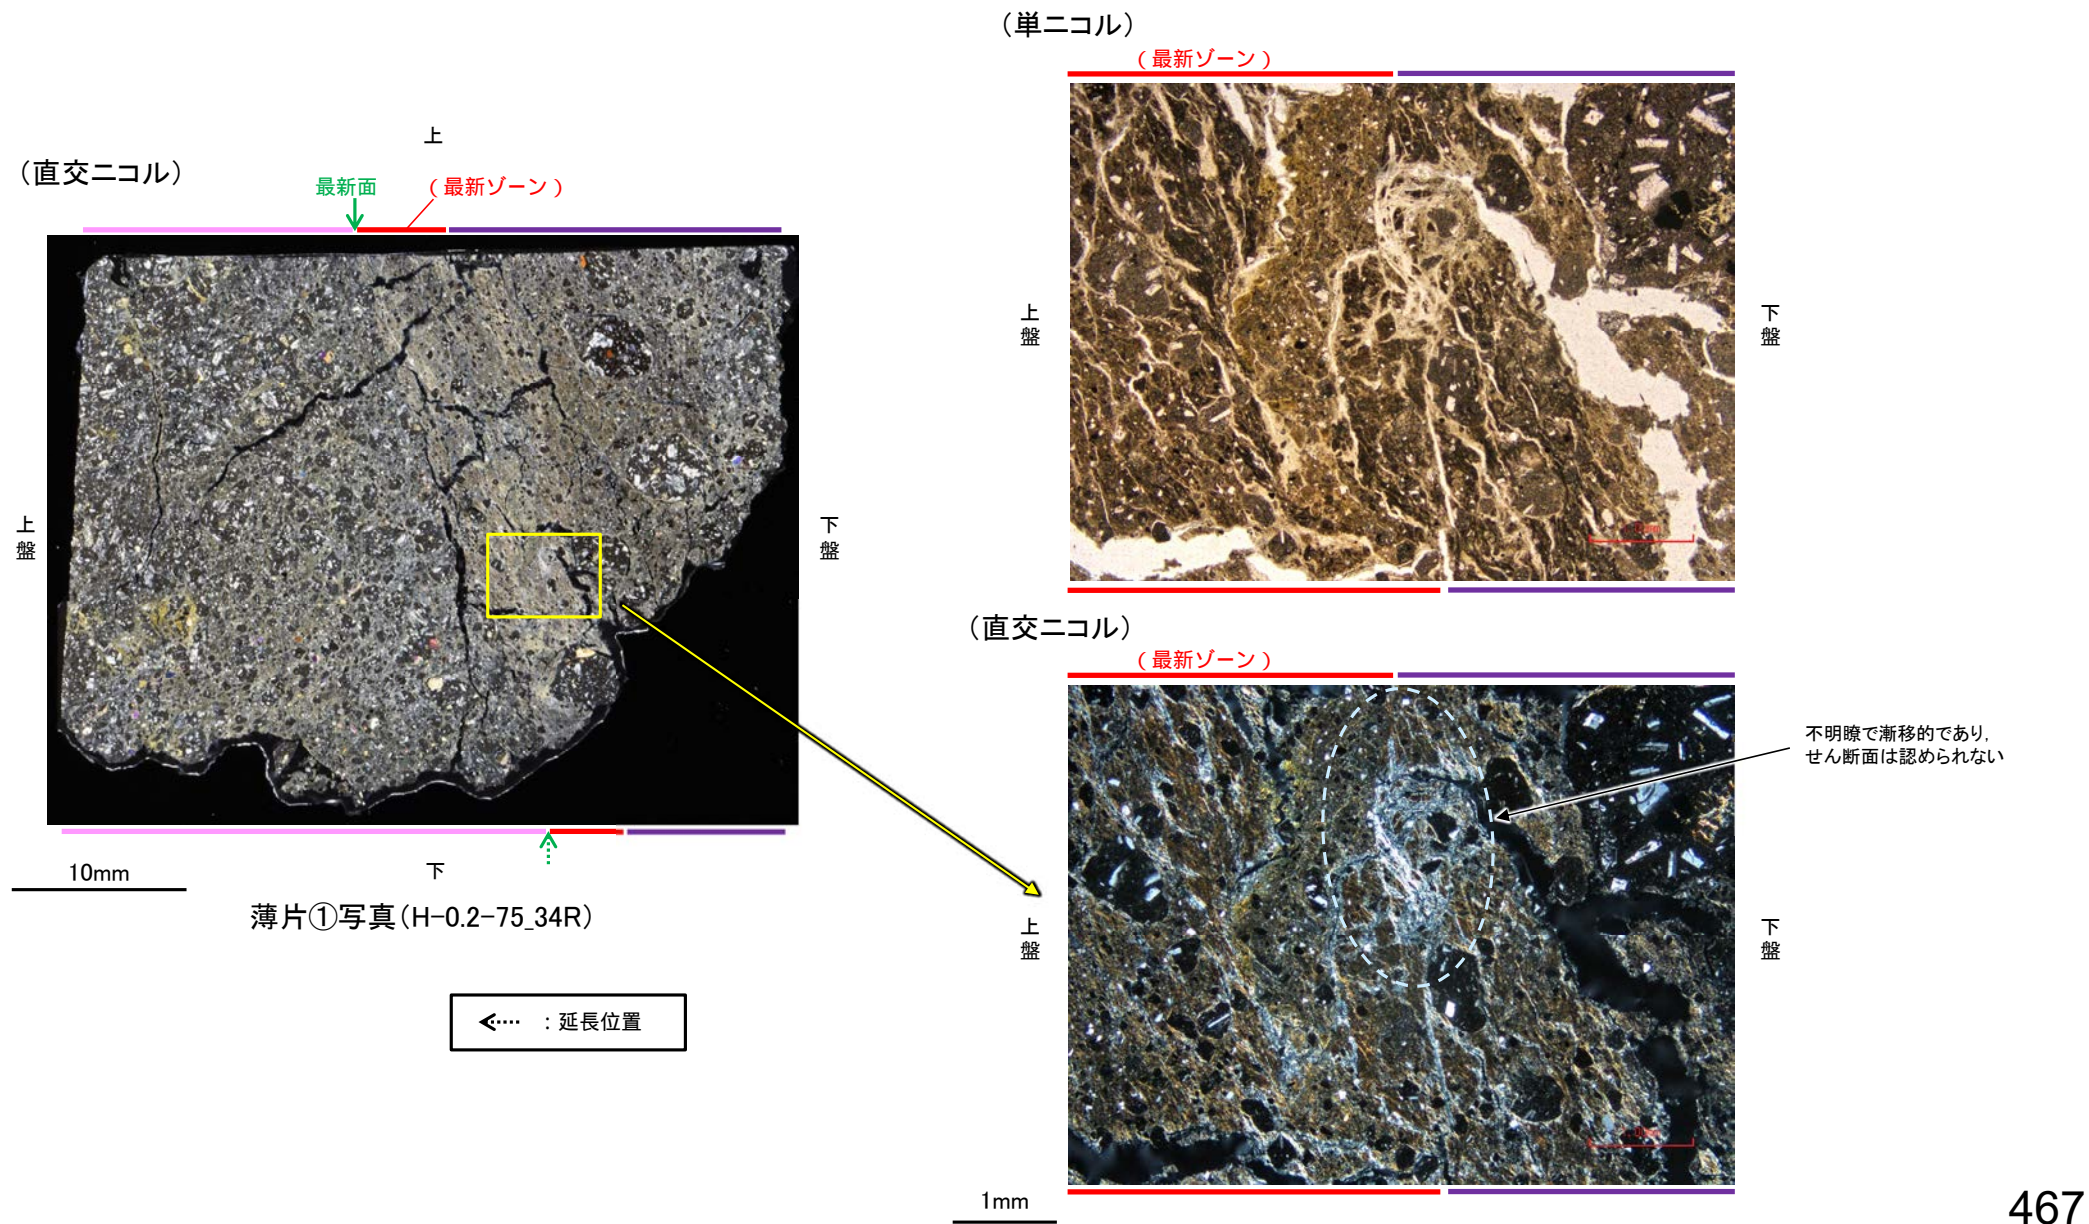 （単ニコル）
（最新ゾーン）
上
（直交ニコル）
最新面
（最新ゾーン）
上盤
下盤
上盤
下盤
（直交ニコル）
（最新ゾーン）
不明瞭で漸移的であり，
せん断面は認められない
10mm
下
薄片①写真（H-0.2-75_34R）
上盤
下盤
：延長位置
1mm
467